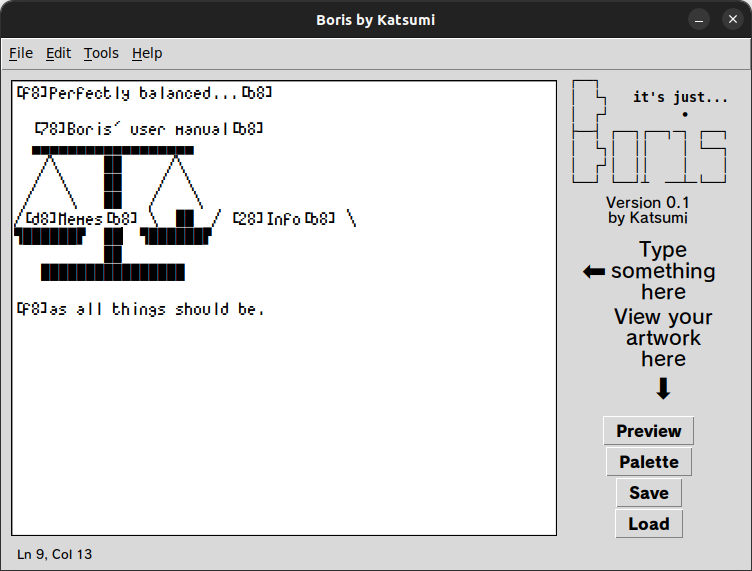 Boris by Katsumi
File Edit Tools Help
[f8]Perfectly balanced...[b8]
[78]Boris´ user manual[b8]
/[d8]Memes[b8] \ ██ / [28]Info[b8] \
[f8]as all things should be.
it's just...
Boris
Version 0.1
by Katsumi
Type
something
here
View your
artwork
here
Preview
Palette
Save
Load
Ln 9, Col 13